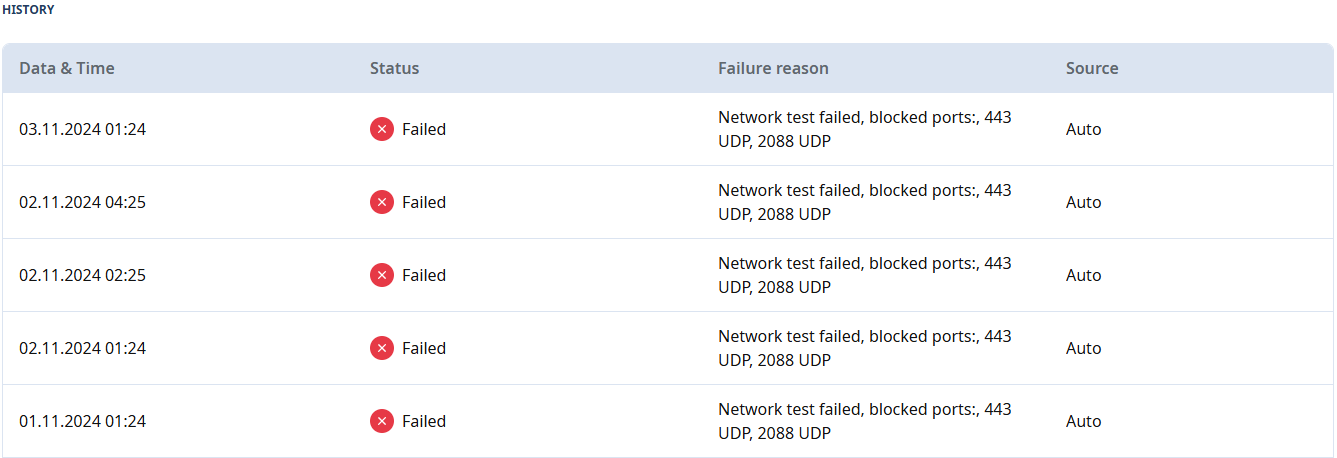 HISTORY
Data & Time Status Failure reason Source
03.11.2024 01:24 Failed Network test failed, blocked ports:, 443 Auto
UDP, 2088 UDP
02.11.2024 04:25 Failed Network test failed, blocked ports:, 443 Auto
UDP, 2088 UDP
02.11.2024 02:25 Failed Network test failed, blocked ports:, 443 Auto
UDP, 2088 UDP
02.11.2024 01:24 Failed Network test failed, blocked ports:, 443 Auto
UDP, 2088 UDP
01.11.2024 01:24 Failed Network test failed, blocked ports:, 443 Auto
UDP, 2088 UDP